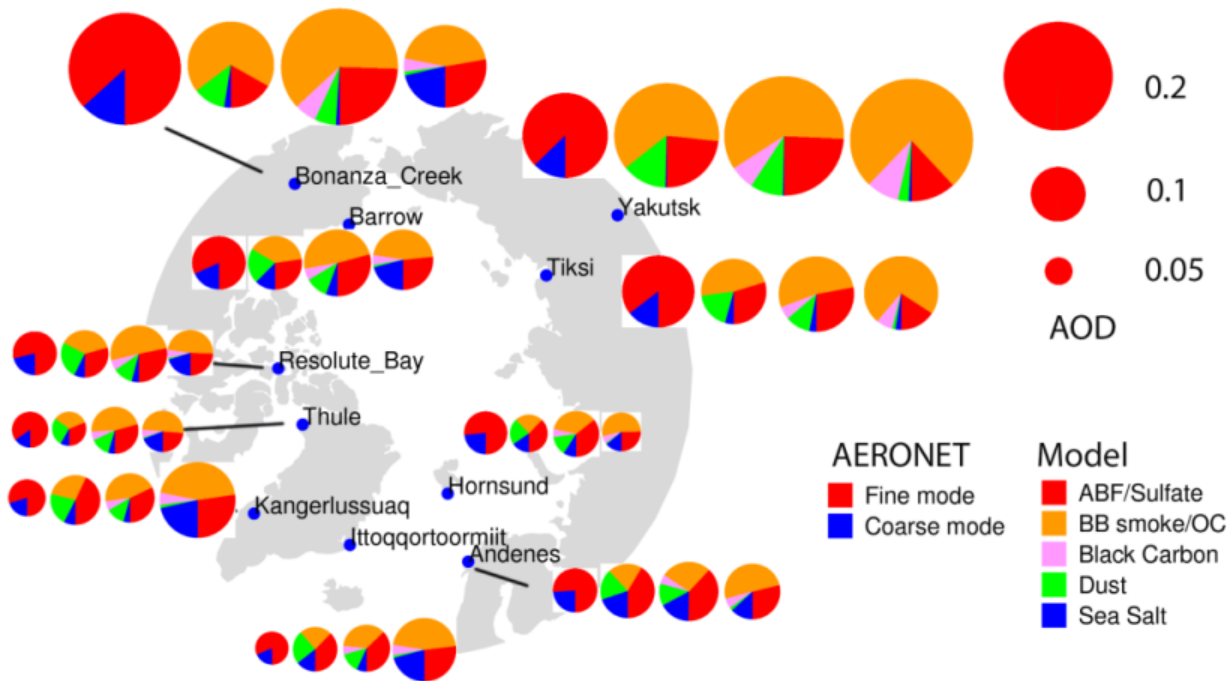 0.2
Bonanza_Creek
0.1
Barrow
Yakutsk
Tiksi
0.05
AOD
Resolute_Bay
Thule
AERONET
Model
Hornsund
Fine mode
ABF/Sulfate
Kangerlussuaq
Coarse mode
BB smoke/OC
Ittoqqortoormiit
Andenes
Black Carbon
Dust
Sea Salt